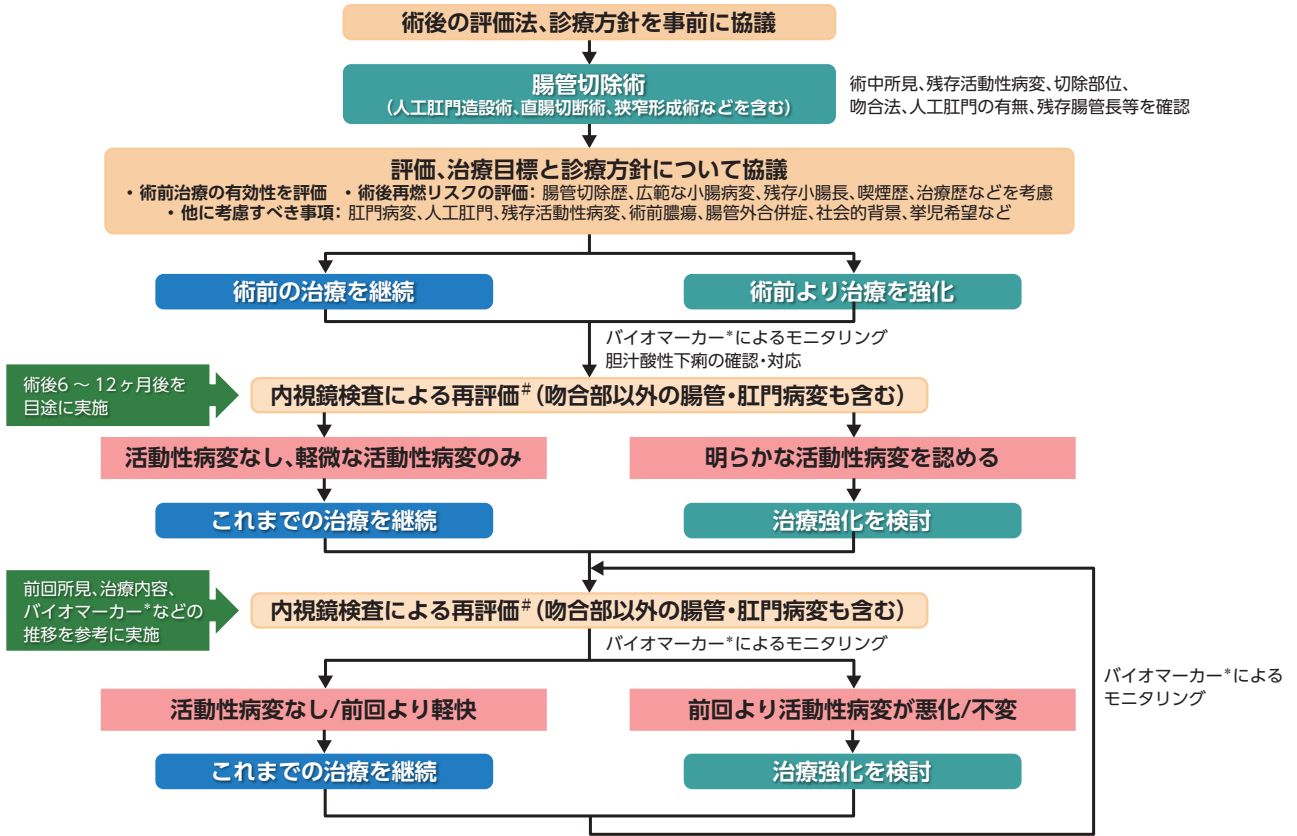 術後の評価法、診療方針を事前に協議
腸管切除術
（人工肛門造設術、直腸切断術、狭窄形成術などを含む）
術中所見、残存活動性病変、切除部位、
吻合法、人工肛門の有無、残存腸管長等を確認
評価、治療目標と診療方針について協議
・術前治療の有効性を評価 ・術後再燃リスクの評価：腸管切除歴、広範な小腸病変、残存小腸長、喫煙歴、治療歴などを考慮
・他に考慮すべき事項：肛門病変、人工肛門、残存活動性病変、術前膿瘍、腸管外合併症、社会的背景、挙児希望など
術前の治療を継続
術前より治療を強化
バイオマーカー*によるモニタリング
胆汁酸性下痢の確認・対応
術後6 ～ 12ヶ月後を
目途に実施
内視鏡検査による再評価#（吻合部以外の腸管・肛門病変も含む）
活動性病変なし、軽微な活動性病変のみ
明らかな活動性病変を認める
これまでの治療を継続
治療強化を検討
前回所見、治療内容、
バイオマーカー*などの
推移を参考に実施
内視鏡検査による再評価#（吻合部以外の腸管・肛門病変も含む）
バイオマーカー*によるモニタリング
活動性病変なし/前回より軽快
前回より活動性病変が悪化/不変
バイオマーカー*による
モニタリング
これまでの治療を継続
治療強化を検討